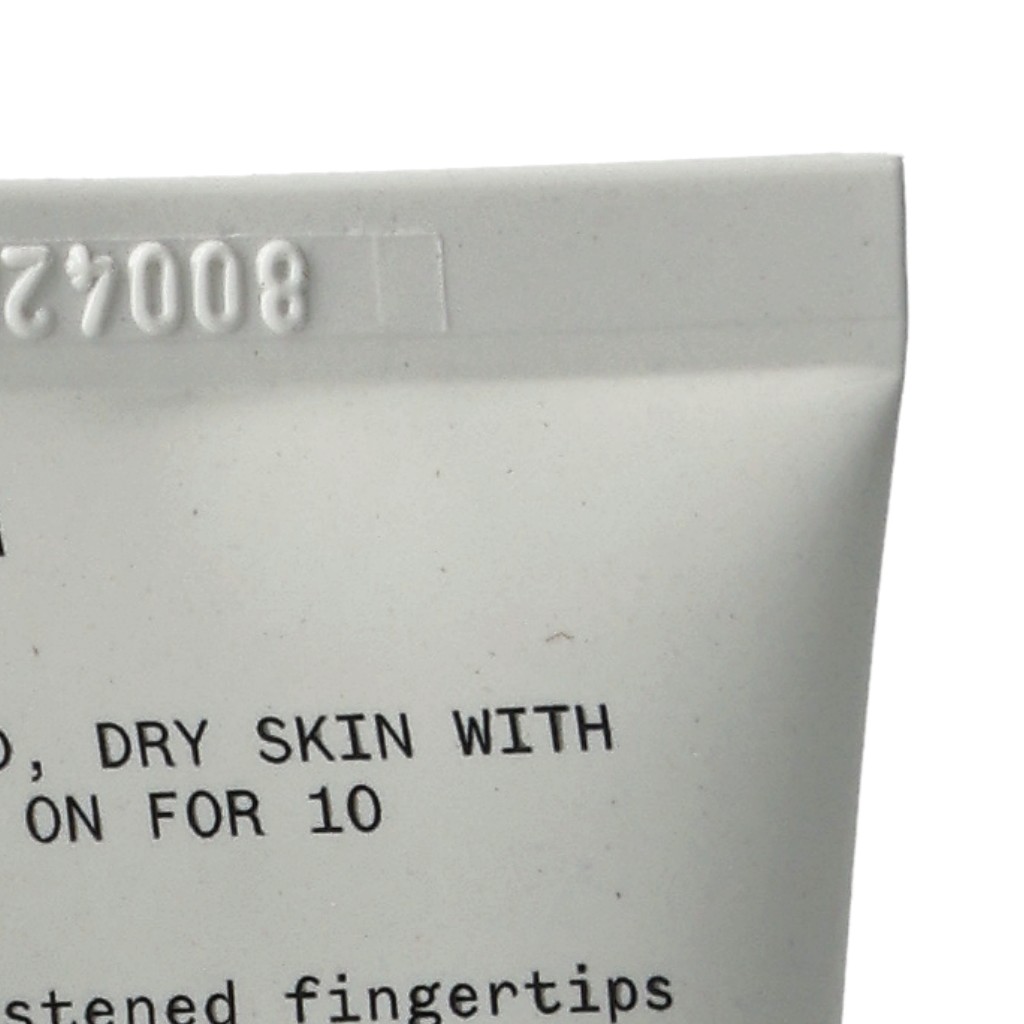 80042
, DRY SKIN WITH
ON FOR 10
stened fingertips